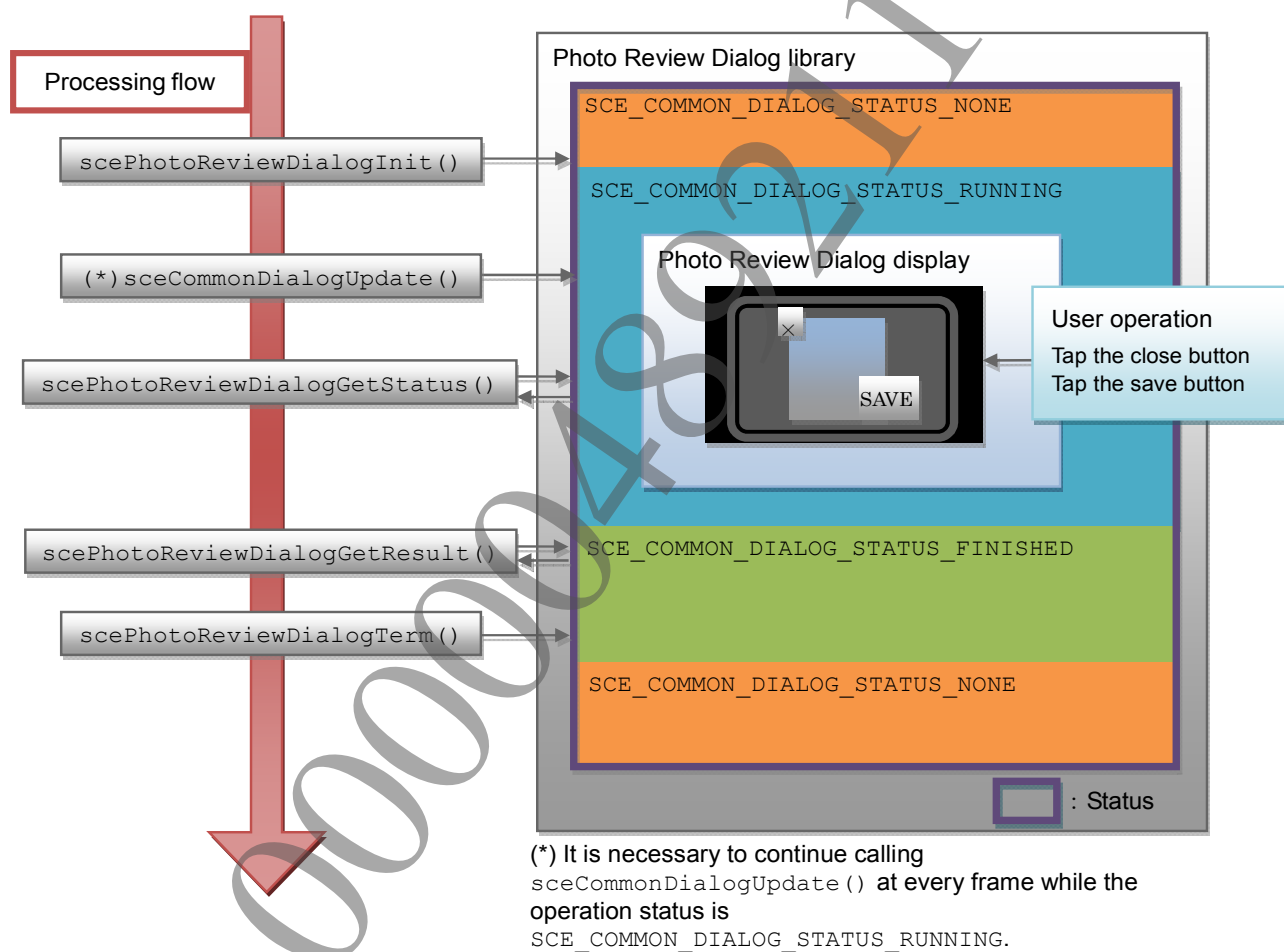 Processing flow
Photo Review Dialog library
SCE_COMMON_DIALOG_STATUS_NONE
scePhotoReviewDialogInit()
SCE_COMMON_DIALOG_STATUS_RUNNING
(*)sceCommonDialogUpdate()
Photo Review Dialog display
×
SAVE
User operation
Tap the close button
Tap the save button
scePhotoReviewDialogGetStatus()
scePhotoReviewDialogGetResult()
SCE_COMMON_DIALOG_STATUS_FINISHED
scePhotoReviewDialogTerm()
SCE_COMMON_DIALOG_STATUS_NONE
: Status
(*) It is necessary to continue calling
sceCommonDialogUpdate() at every frame while the
operation status is
SCE_COMMON_DIALOG_STATUS_RUNNING.